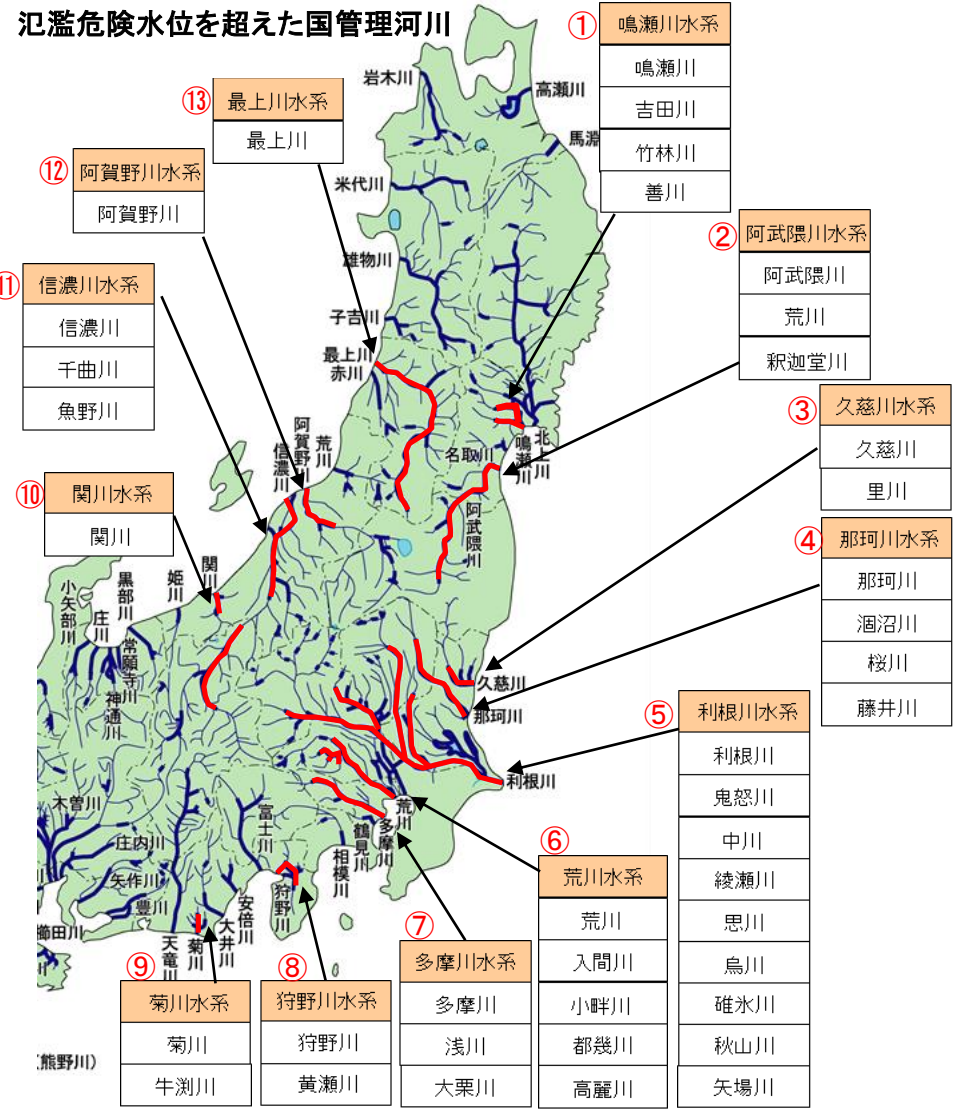 氾濫危険水位を超えた国管理河川
① 鳴瀬川水系
鳴瀬川
吉田川
竹林川
善川
② 阿武隈川水系
阿武隈川
荒川
釈迦堂川
③ 久慈川水系
久慈川
里川
④ 那珂川水系
那珂川
涸沼川
桜川
藤井川
⑤ 利根川水系
利根川
鬼怒川
中川
綾瀬川
思川
烏川
碓氷川
秋山川
矢場川
⑥ 荒川水系
荒川
入間川
小畔川
都幾川
高麗川
⑦ 多摩川水系
多摩川
浅川
大栗川
⑧ 狩野川水系
狩野川
黄瀬川
⑨ 菊川水系
菊川
牛渕川
⑩ 関川水系
関川
⑪ 信濃川水系
信濃川
千曲川
魚野川
⑫ 阿賀野川水系
阿賀野川
⑬ 最上川水系
最上川
岩木川
高瀬川
馬淵
米代川
雄物川
子吉川
最上川
赤川
荒川
阿賀野川
信濃川
名取川
鳴瀬川
北上川
阿武隈川
関川
姫川
黒部川
小矢部川
庄川
常願寺川
神通川
久慈川
那珂川
利根川
荒川
多摩川
鶴見川
相模川
富士川
狩野川
安倍川
大井川
菊川
天竜川
豊川
矢作川
庄内川
木曽川
櫛田川
川
川
(熊野川)